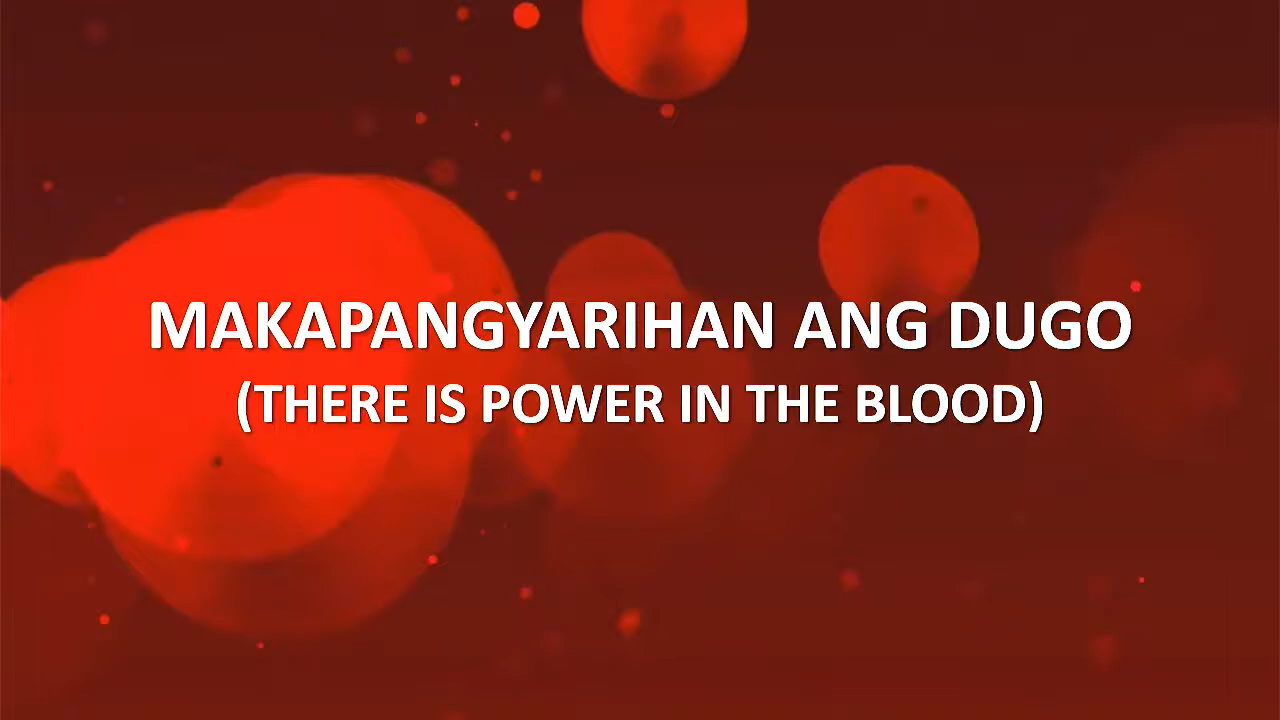 MAKAPANGYARIHAN ANG DUGO
(THERE IS POWER IN THE BLOOD)